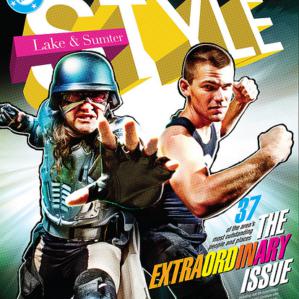 STYLE
Lake & Sumter
37
of the area's
most outstanding
people and places
THE
EXTRAORDINARY
ISSUE